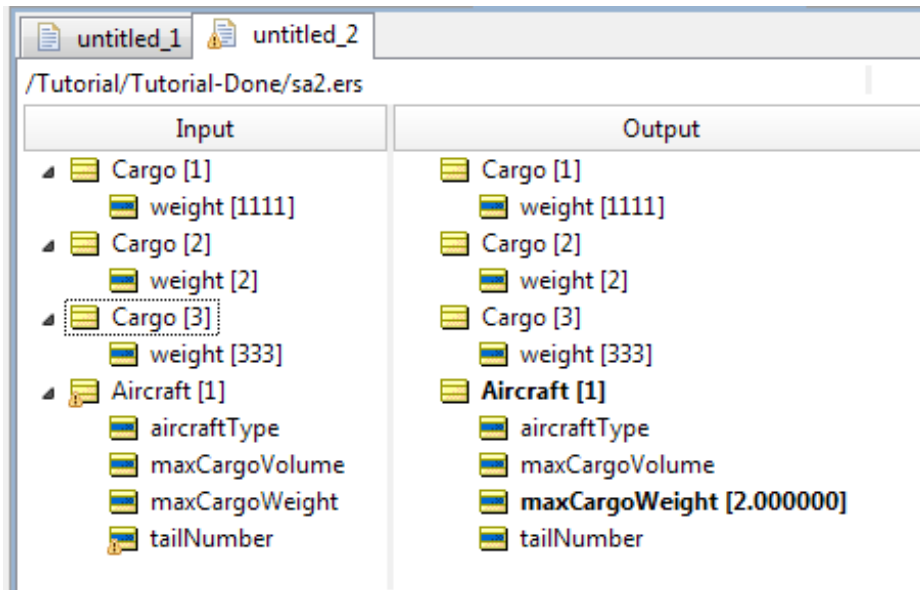 untitled_1 untitled_2
/Tutorial/Tutorial-Done/sa2.ers
Input Output
Cargo [1] Cargo [1]
weight [1111] weight [1111]
Cargo [2] Cargo [2]
weight [2] weight [2]
Cargo [3] Cargo [3]
weight [333] weight [333]
Aircraft [1] Aircraft [1]
aircraftType aircraftType
maxCargoVolume maxCargoVolume
maxCargoWeight maxCargoWeight [2.000000]
tailNumber tailNumber